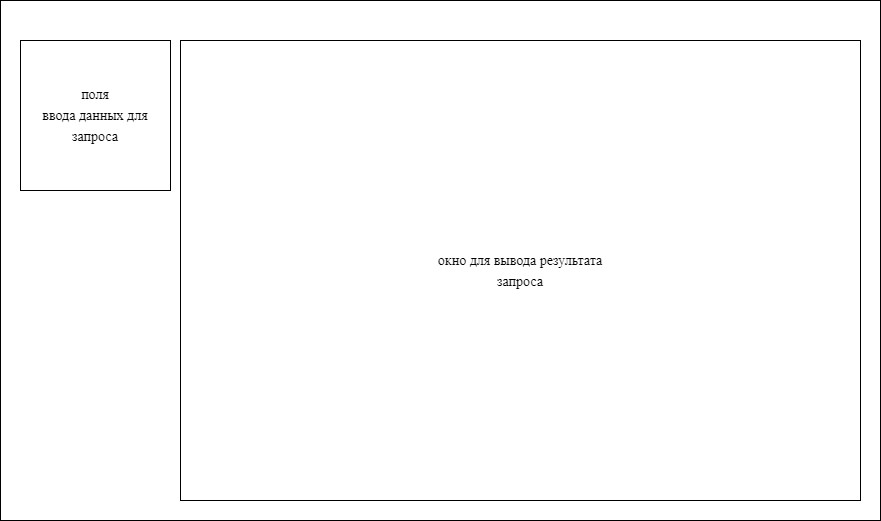 поля
ввода данных для
запроса
окно для вывода результата
запроса